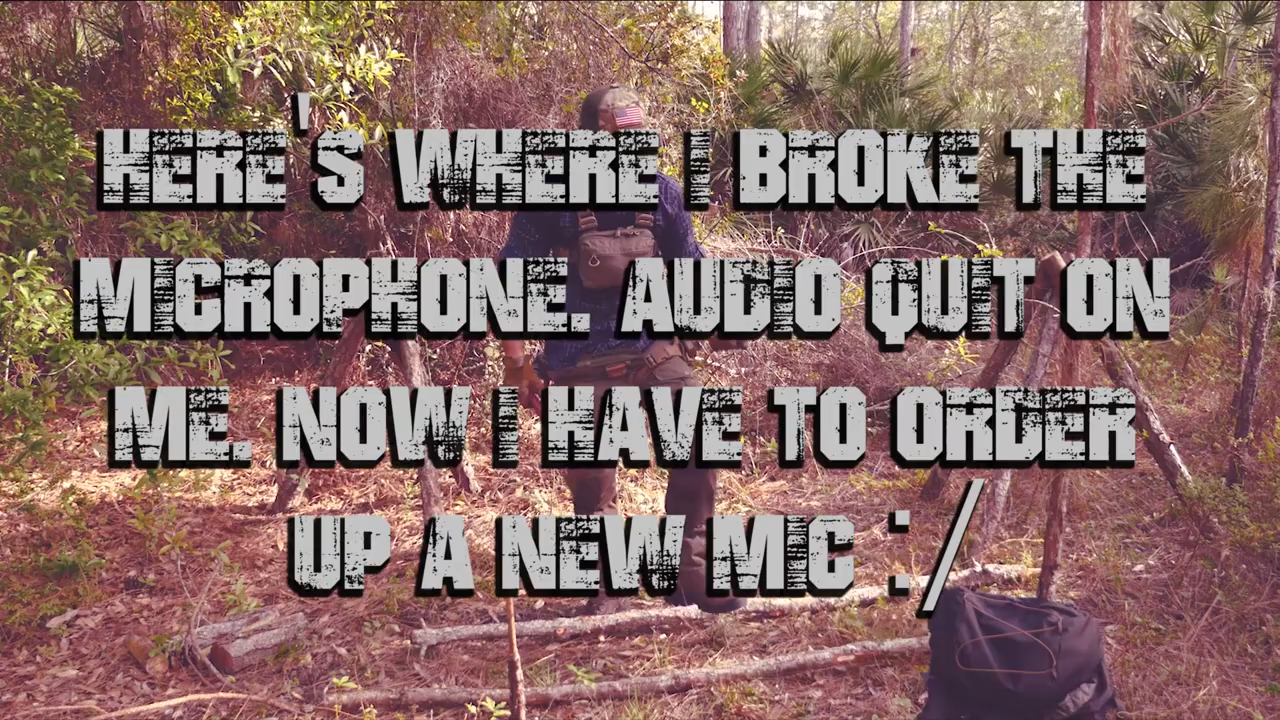 HERE'S WHERE I BROKE THE
MICROPHONE. AUDIO QUIT ON
ME. NOW I HAVE TO ORDER
UP A NEW MIC :/